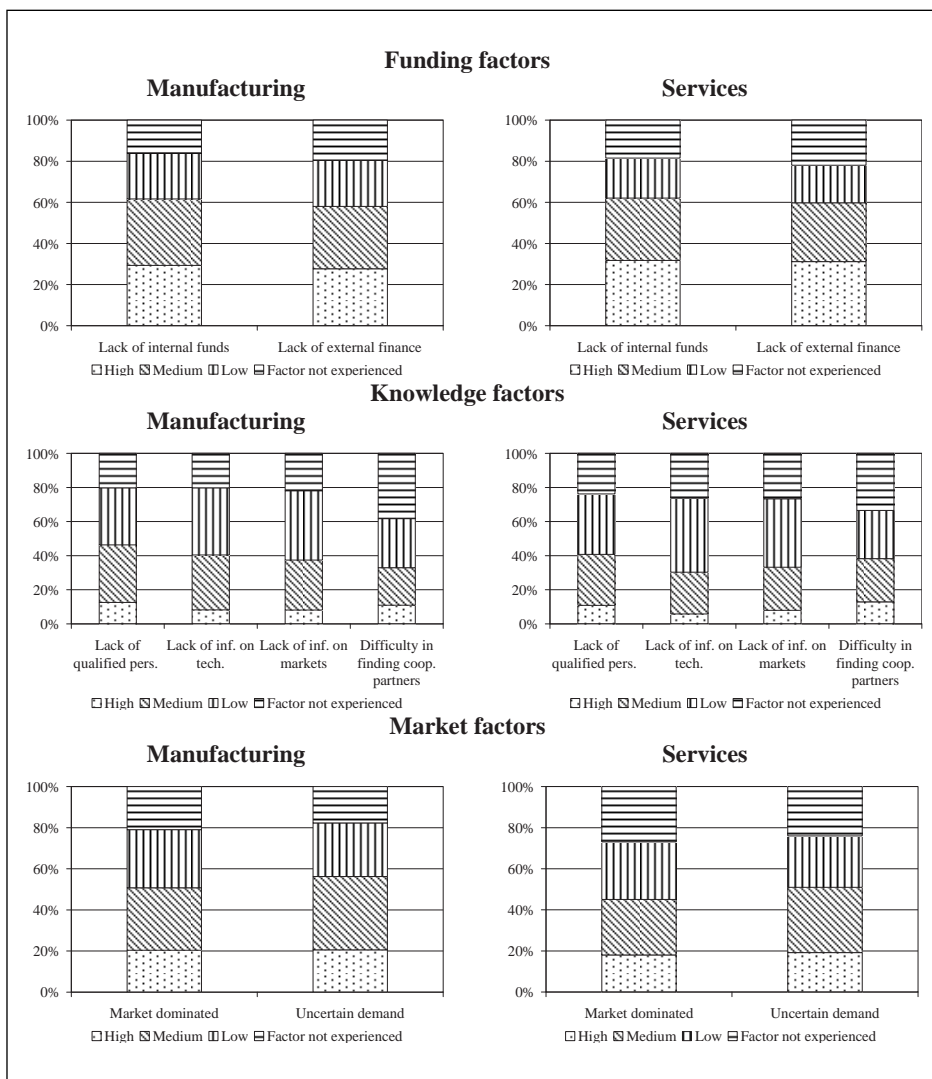 Funding factors
Manufacturing
Services
100%
80%
60%
40%
20%
0%
Lack of internal funds
Lack of external finance
High
Medium
Low
Factor not experienced
100%
80%
60%
40%
20%
0%
Lack of internal funds
Lack of external finance
High
Medium
Low
Factor not experienced
Knowledge factors
Manufacturing
Services
100%
80%
60%
40%
20%
0%
Lack of
qualified pers.
Lack of inf. on
tech.
Lack of inf. on
markets
Difficulty in
finding coop.
partners
High
Medium
Low
Factor not experienced
100%
80%
60%
40%
20%
0%
Lack of
qualified pers.
Lack of inf. on
tech.
Lack of inf. on
markets
Difficulty in
finding coop.
partners
High
Medium
Low
Factor not experienced
Market factors
Manufacturing
Services
100%
80%
60%
40%
20%
0%
Market dominated
Uncertain demand
High
Medium
Low
Factor not experienced
100%
80%
60%
40%
20%
0%
Market dominated
Uncertain demand
High
Medium
Low
Factor not experienced